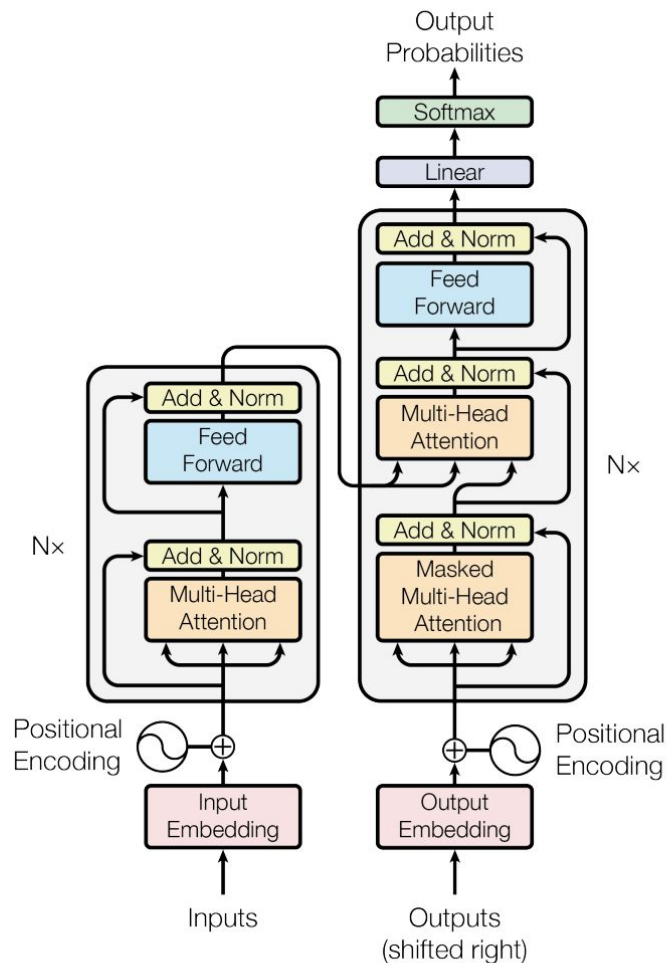 Output
Probabilities
Softmax
Linear
Add & Norm
Feed
Forward
Add & Norm
Multi-Head
Attention
Add & Norm
Masked
Multi-Head
Attention
Nx
Add & Norm
Feed
Forward
Add & Norm
Multi-Head
Attention
Nx
Positional
Encoding
Input
Embedding
Inputs
Positional
Encoding
Output
Embedding
Outputs
(shifted right)